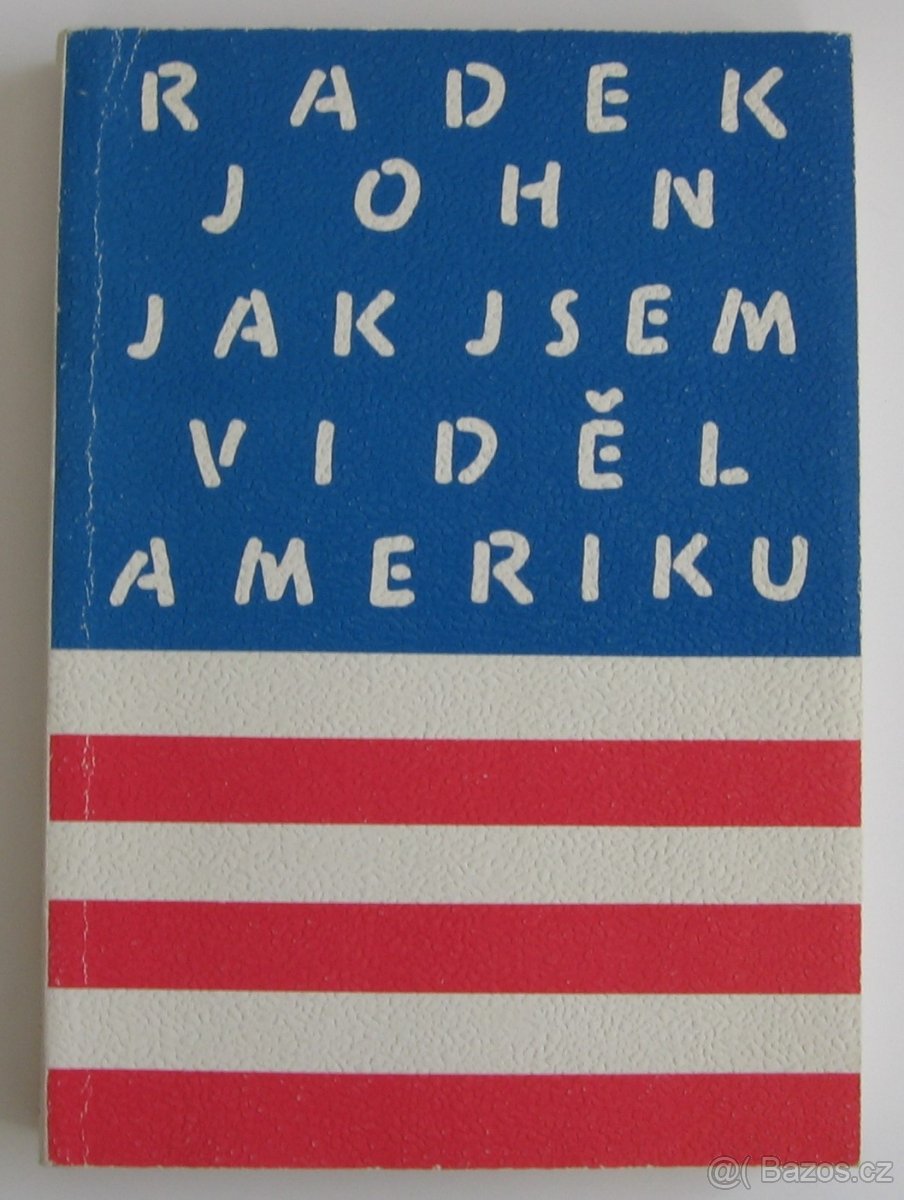 RADEK
JOHN
JAK JSEM
VIDĚL
AMERIKU
@( Bazos.cz